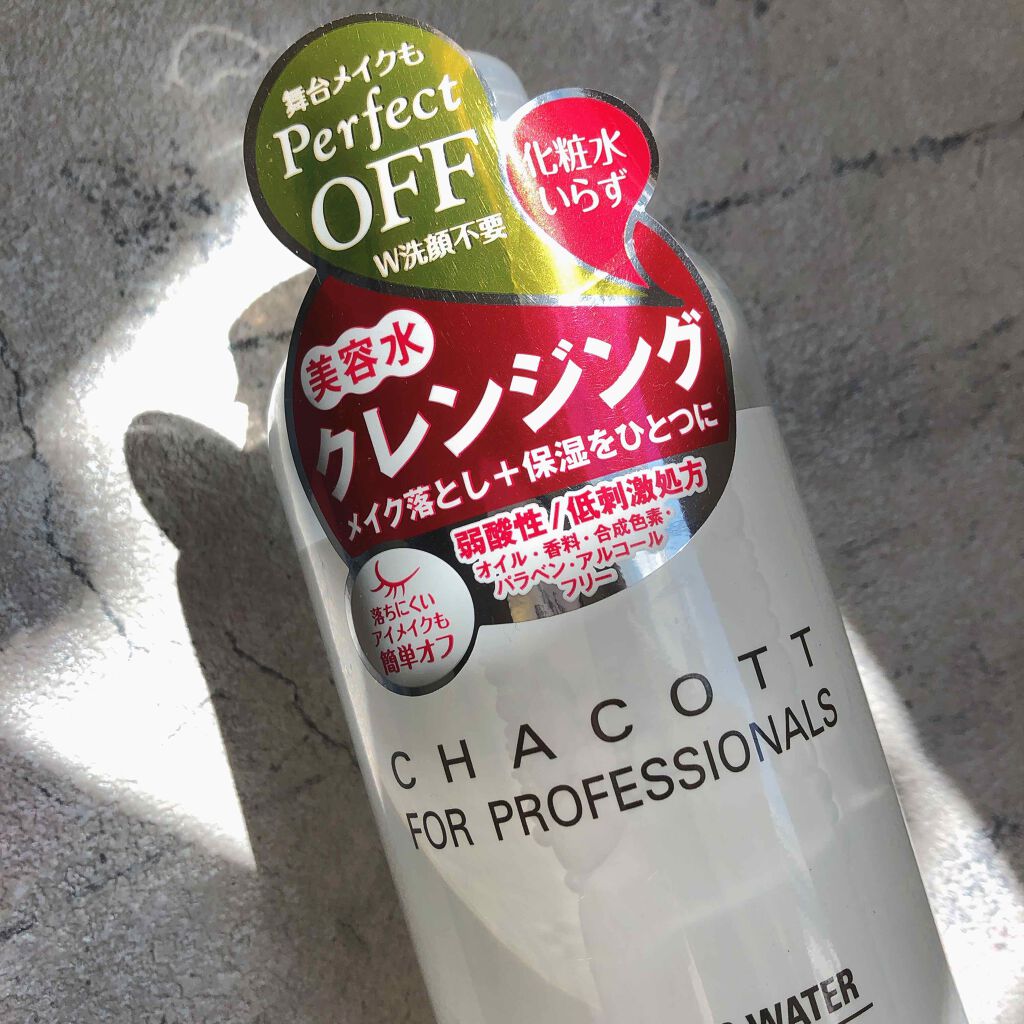 舞台メイクも
Perfect
OFF
W洗顔不要
化粧水
いらず
美容水
クレンジング
メイク落とし+保湿をひとつに
弱酸性/低刺激処方
オイル・香料・合成色素・
パラベン・アルコール
フリー
落ちにくい
アイメイクも
簡単オフ
CHACOTT
FOR PROFESSIONALS
WATER